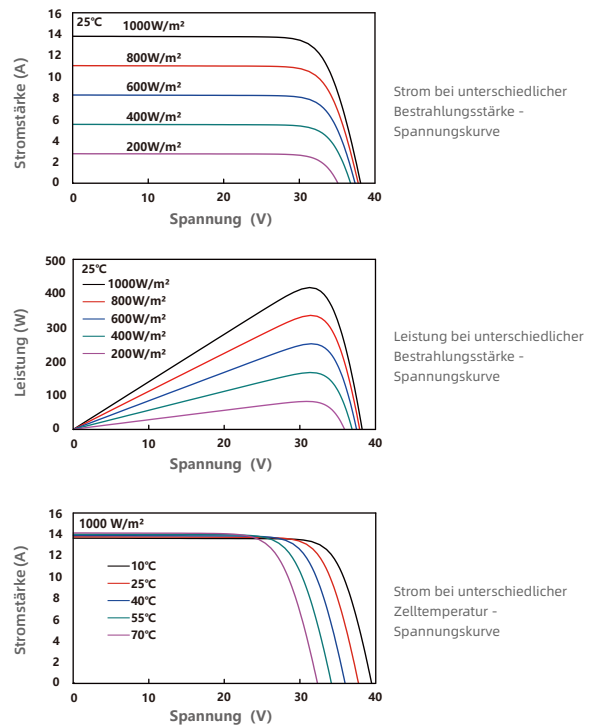 16
14
12
10
8
6
4
2
0
25℃
1000W/m²
800W/m²
600W/m²
400W/m²
200W/m²
0
10
20
30
40
Stromstärke (A)
Spannung (V)
Strom bei unterschiedlicher
Bestrahlungsstärke -
Spannungskurve
500
400
300
200
100
0
25℃
1000W/m²
800W/m²
600W/m²
400W/m²
200W/m²
0
10
20
30
40
Leistung (W)
Spannung (V)
Leistung bei unterschiedlicher
Bestrahlungsstärke -
Spannungskurve
16
14
12
10
8
6
4
2
0
1000 W/m²
10℃
25℃
40℃
55℃
70℃
0
10
20
30
40
Stromstärke (A)
Spannung (V)
Strom bei unterschiedlicher
Zelltemperatur -
Spannungskurve